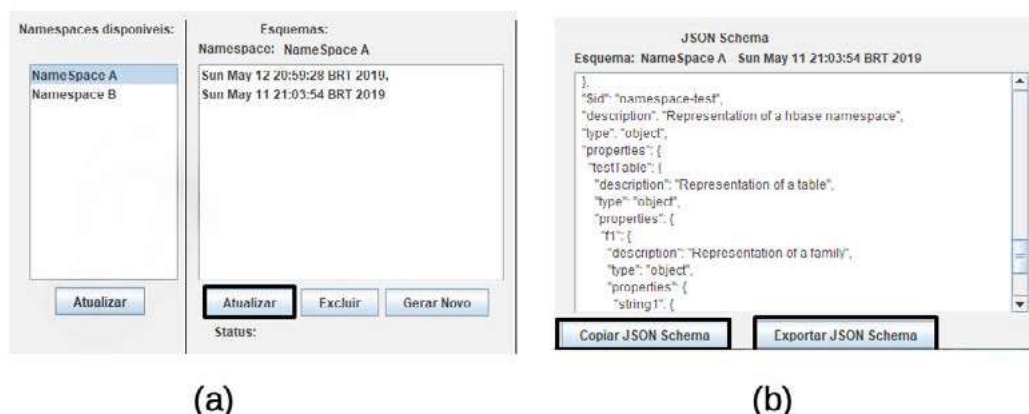 Namespaces disponiveis:
NameSpace A
Namespace B
Atualizar
Esquemas:
Namespace: NameSpace A
Sun May 12 20:59:28 BRT 2019,
Sun May 11 21:03:54 BRT 2019
Atualizar Excluir Gerar Novo
Status:
(a)
JSON Schema
Esquema: NameSpace A Sun May 11 21:03:54 BRT 2019
},
"$id": "namespace-test",
"description": "Representation of a hbase namespace",
"type": "object",
"properties": {
"testTable": {
"description": "Representation of a table",
"type": "object",
"properties": {
"f1": {
"description": "Representation of a family",
"type": "object",
"properties": {
"string1": {
Copiar JSON Schema Exportar JSON Schema
(b)